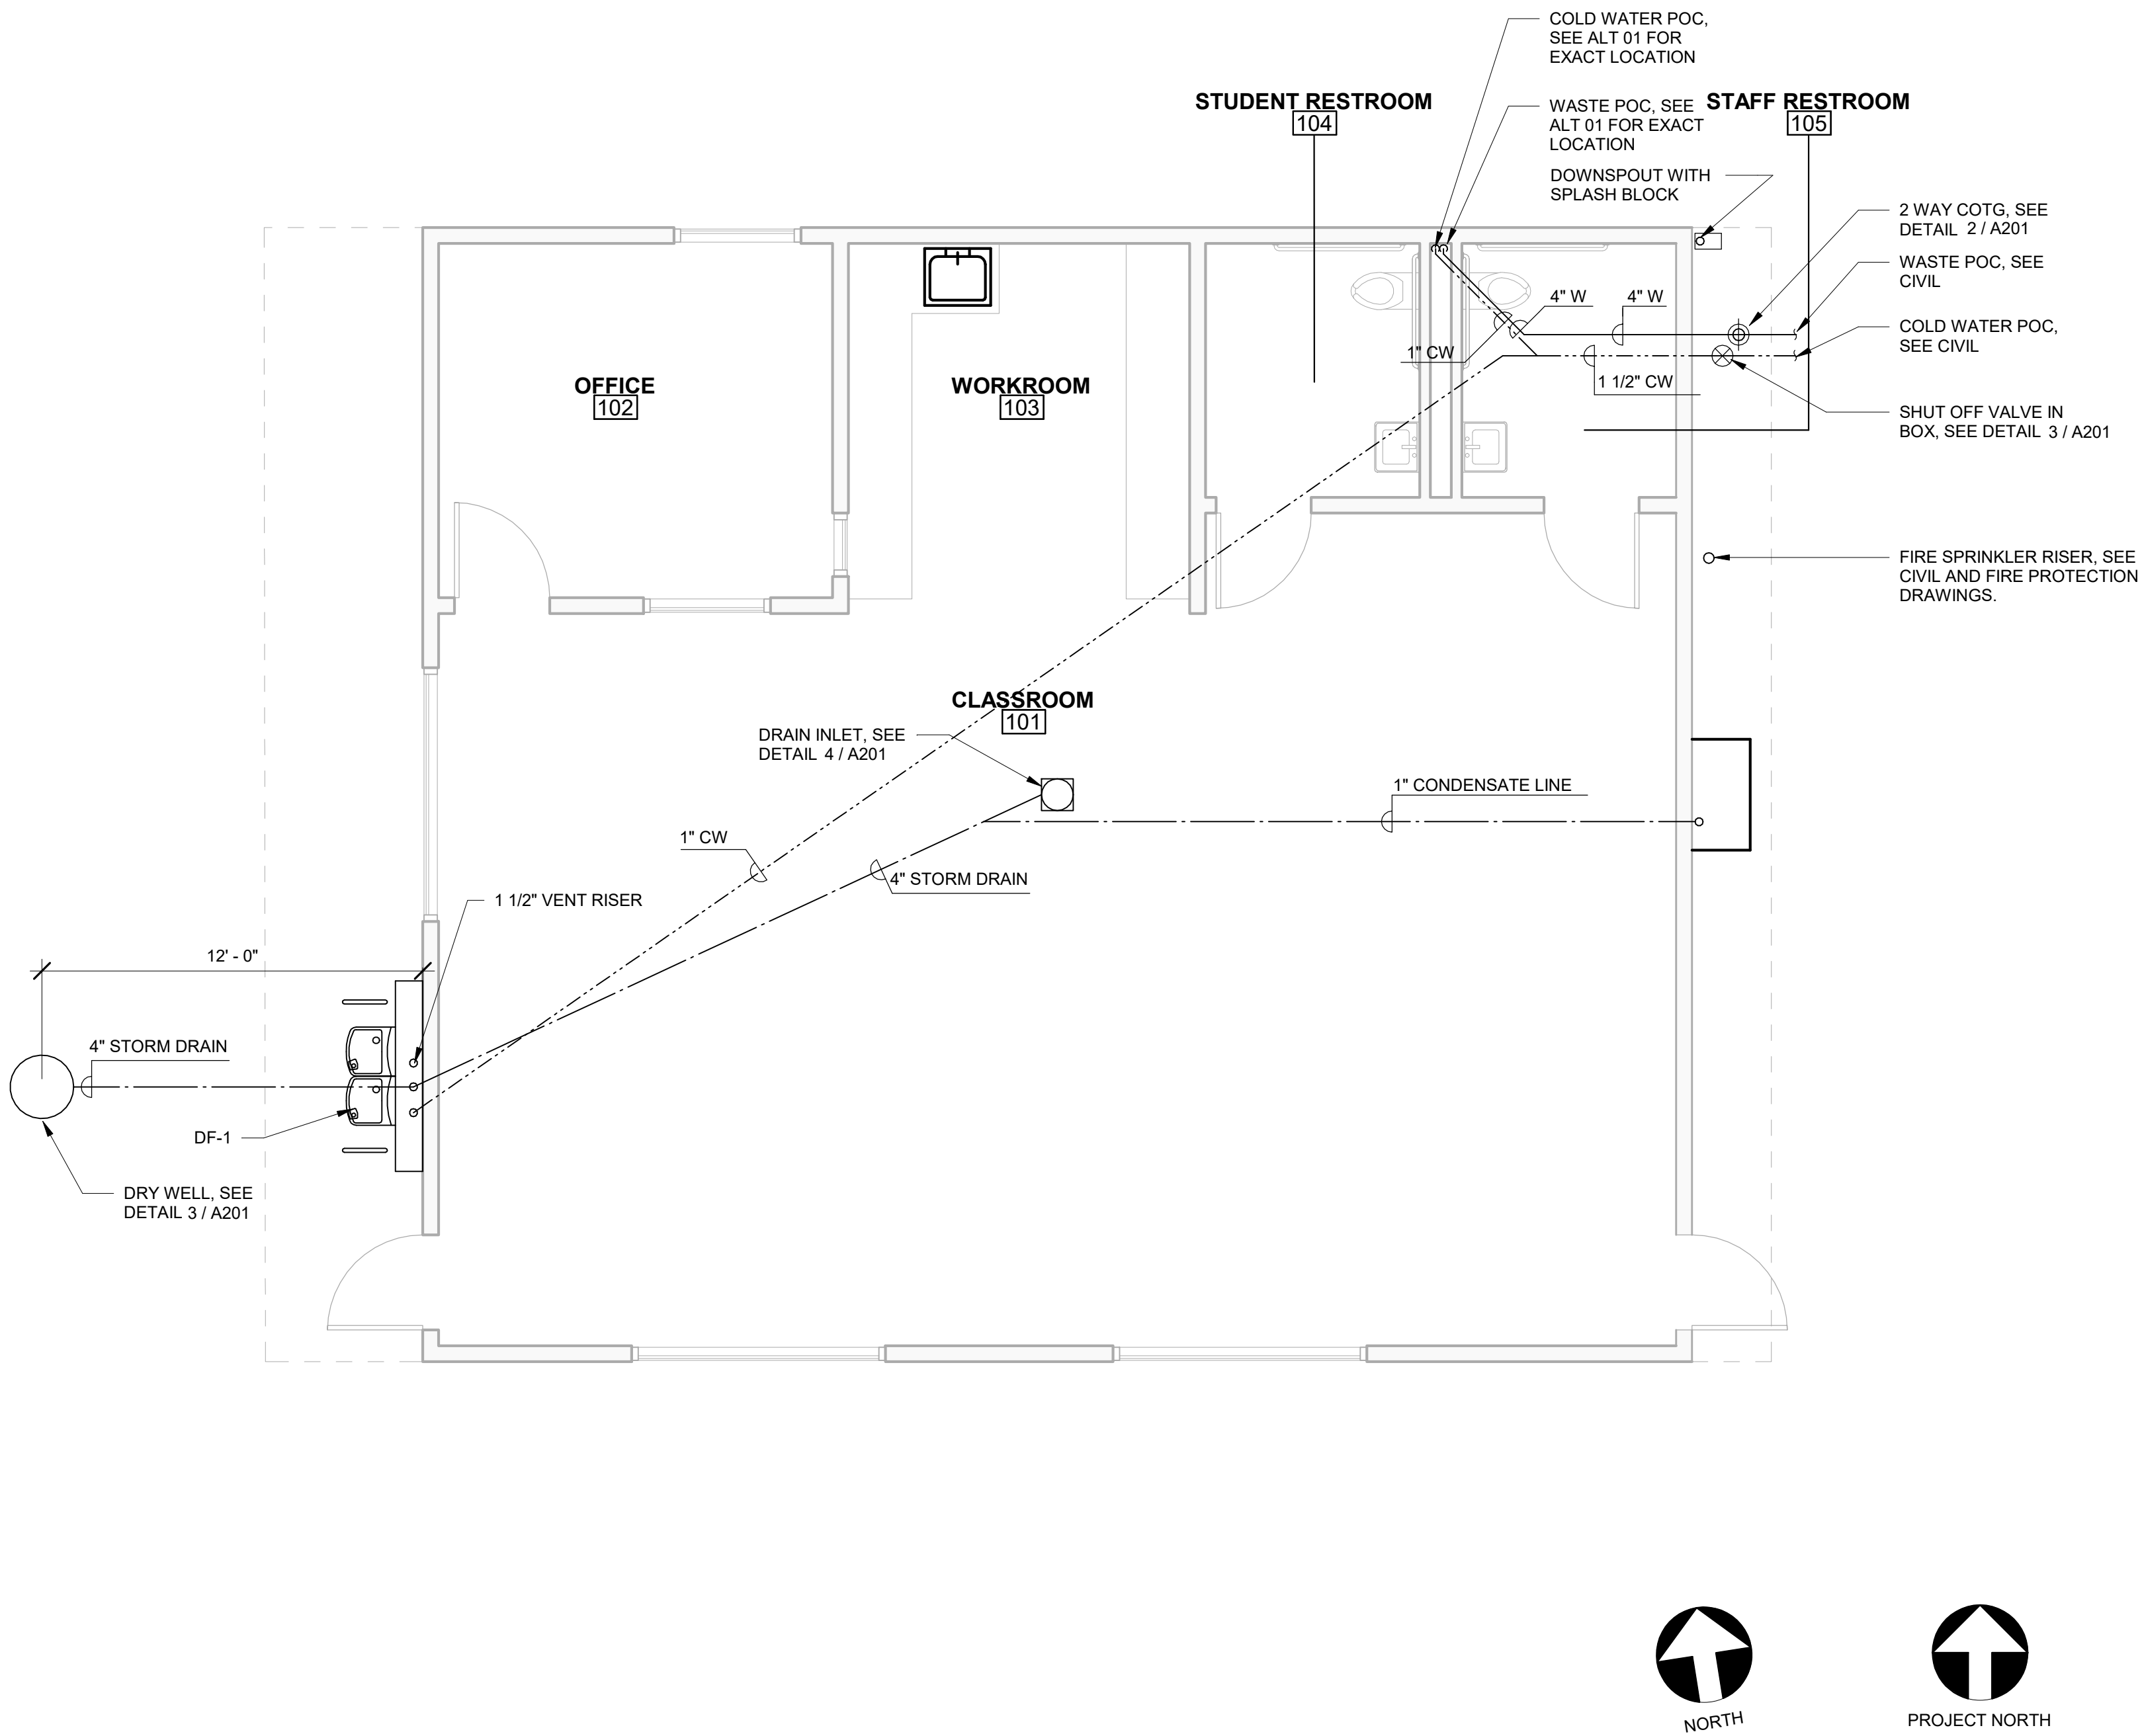 COLD WATER POC,
SEE ALT 01 FOR
EXACT LOCATION
STUDENT RESTROOM
104
WASTE POC, SEE
ALT 01 FOR EXACT
LOCATION
STAFF RESTROOM
105
DOWNSPOUT WITH
SPLASH BLOCK
2 WAY COTG, SEE
DETAIL 2 / A201
WASTE POC, SEE
CIVIL
4" W
4" W
COLD WATER POC,
SEE CIVIL
1" CW
1 1/2" CW
OFFICE
102
WORKROOM
103
SHUT OFF VALVE IN
BOX, SEE DETAIL 3 / A201
FIRE SPRINKLER RISER, SEE
CIVIL AND FIRE PROTECTION
DRAWINGS.
CLASSROOM
101
DRAIN INLET, SEE
DETAIL 4 / A201
1" CONDENSATE LINE
1" CW
4" STORM DRAIN
1 1/2" VENT RISER
12' - 0"
4" STORM DRAIN
DF-1
DRY WELL, SEE
DETAIL 3 / A201
NORTH
PROJECT NORTH